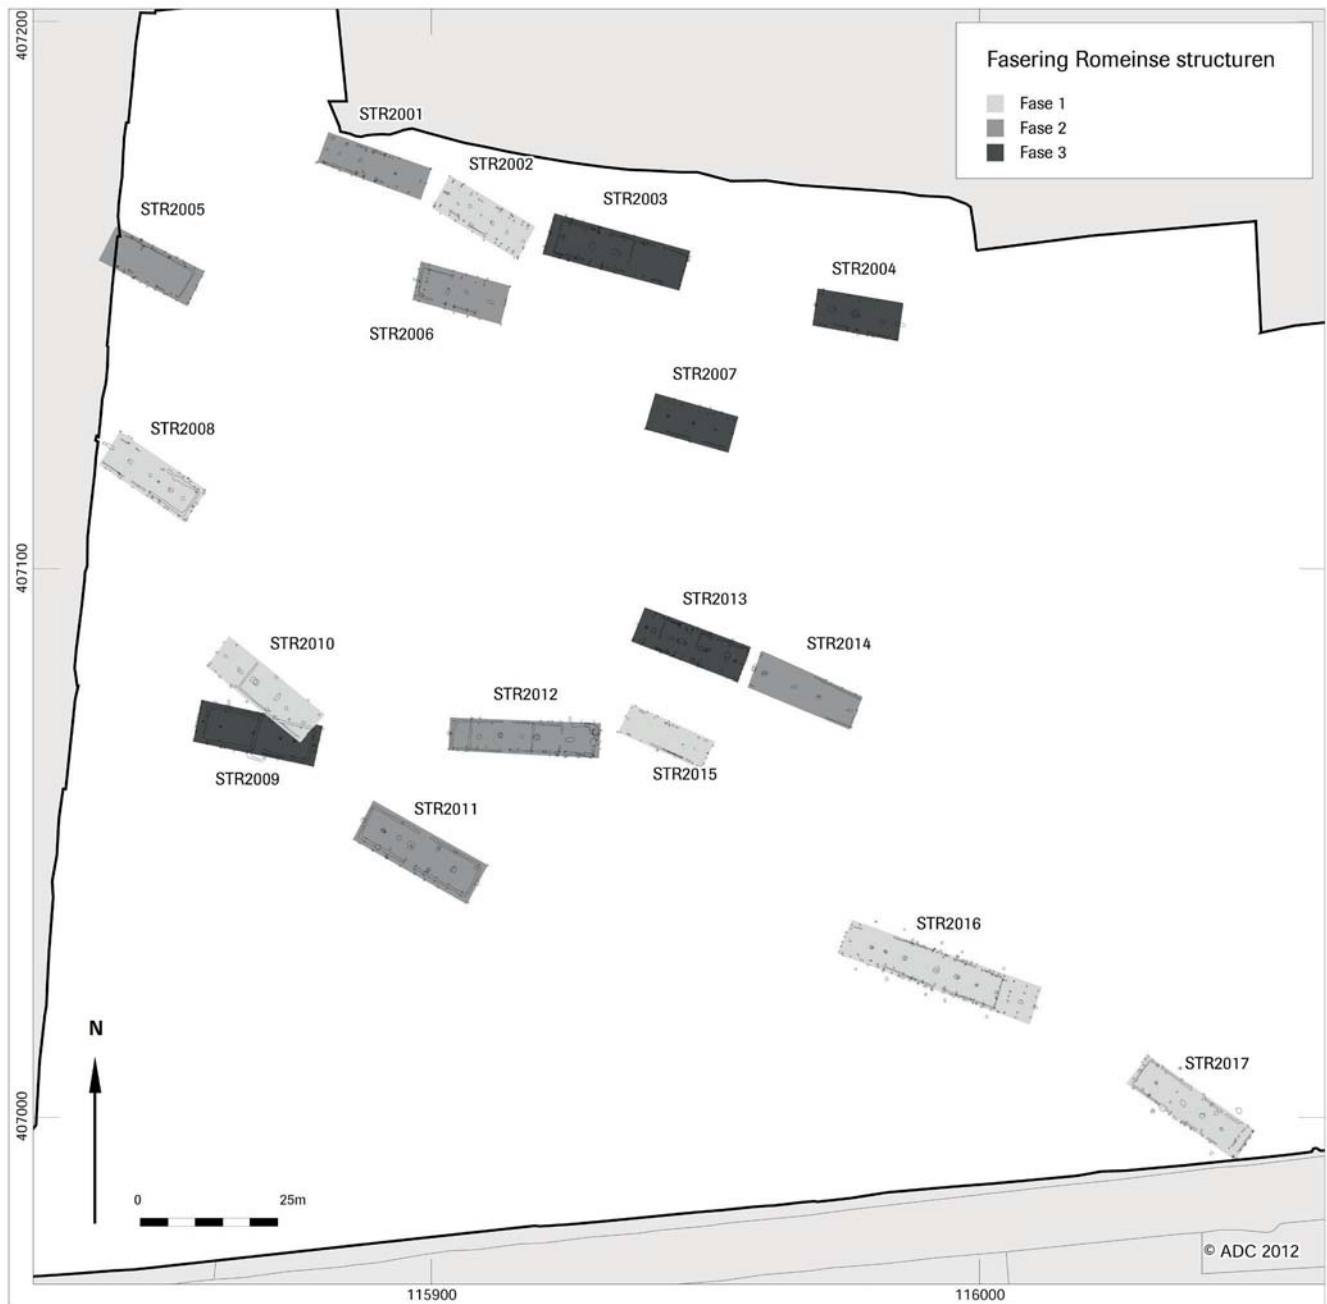 407200
Fasering Romeinse structuren
Fase 1
Fase 2
Fase 3
STR2001
STR2002
STR2003
STR2005
STR2004
STR2006
STR2007
STR2008
407100
STR2013
STR2010
STR2014
STR2012
STR2015
STR2009
STR2011
STR2016
N
STR2017
407000
0 25m
© ADC 2012
115900 116000